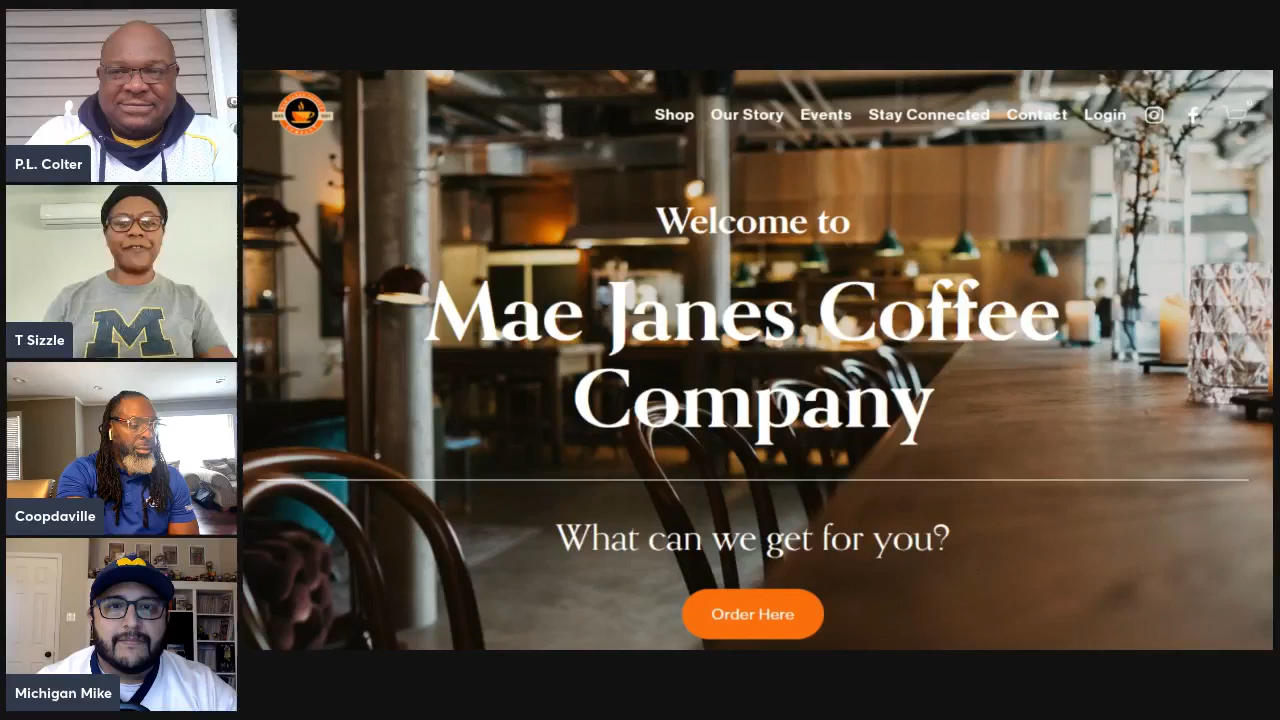 P.L. Colter
T Sizzle
M
Coopdaville
Michigan Mike
Shop Our Story Events Stay Connected Contact Login
Welcome to
Mae Janes Coffee
Company
What can we get for you?
Order Here